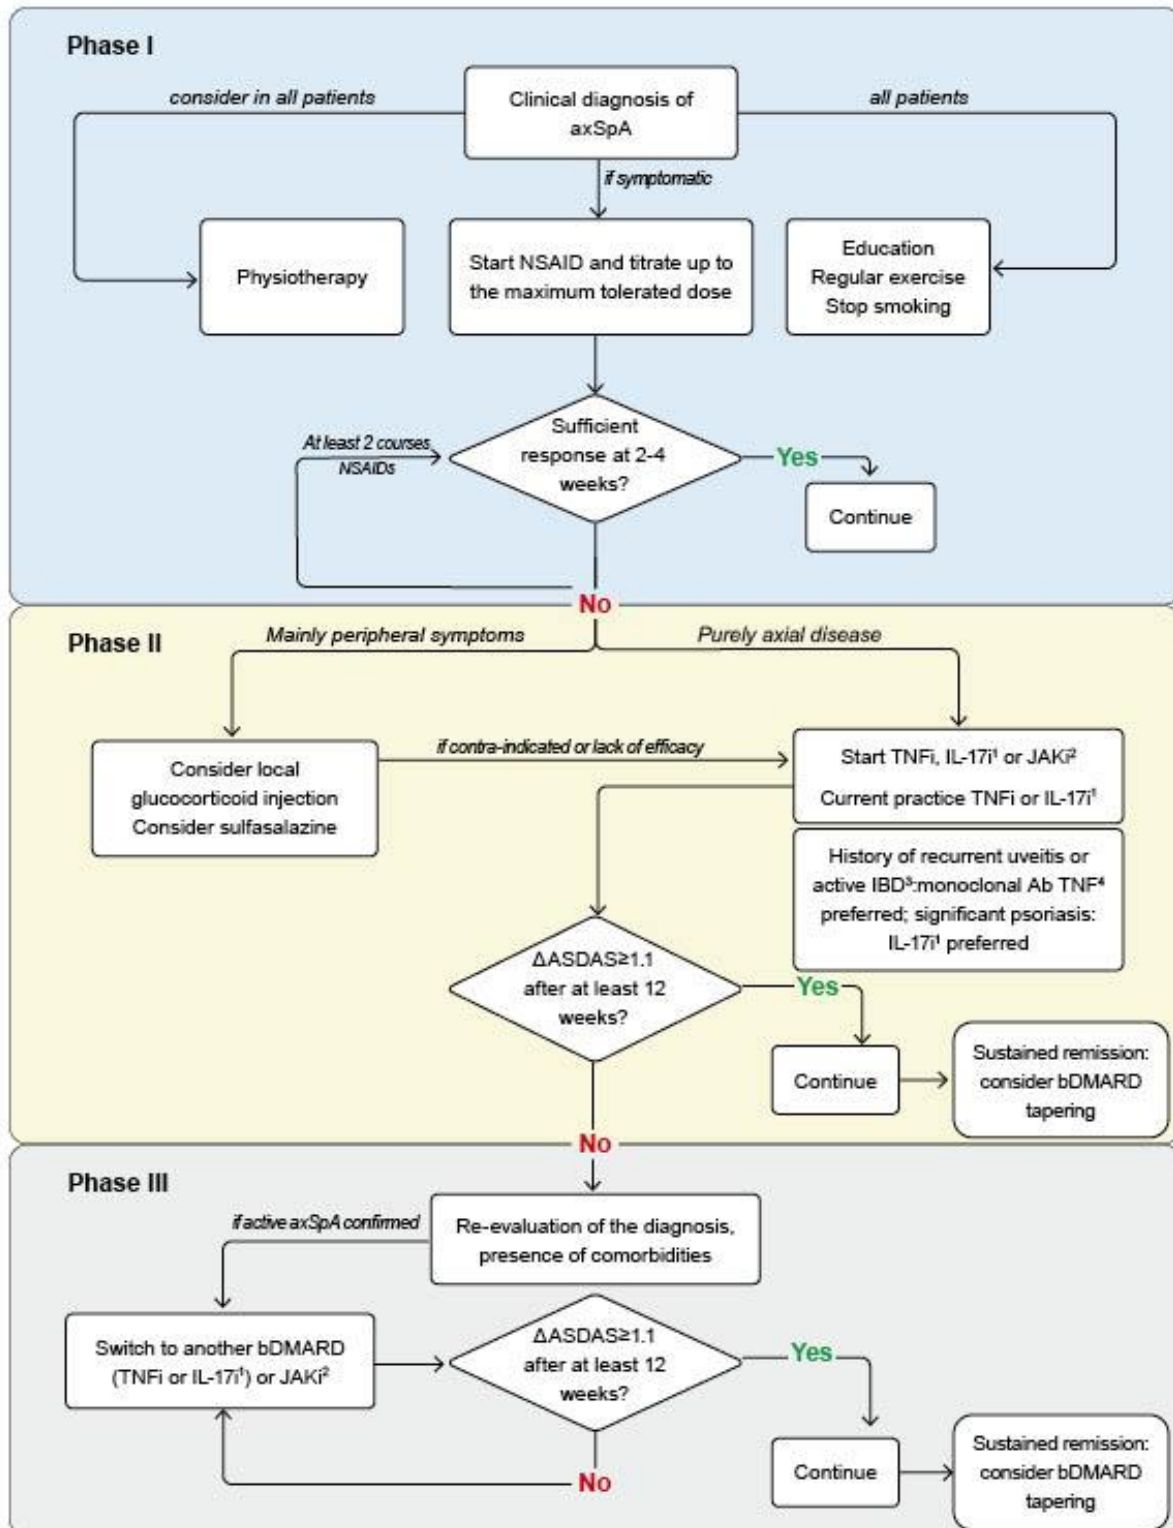 Phase I
consider in all patients
Clinical diagnosis of
axSpA
all patients
if symptomatic
Physiotherapy
Start NSAID and titrate up to
the maximum tolerated dose
Education
Regular exercise
Stop smoking
At least 2 courses
NSAIDs
Sufficient
response at 2-4
weeks?
Yes
Continue
No
Phase II
Mainly peripheral symptoms
Purely axial disease
Consider local
glucocorticoid injection
Consider sulfasalazine
if contra-indicated or lack of efficacy
Start TNFi, IL-17i¹ or JAKi²
Current practice TNFi or IL-17i¹
History of recurrent uveitis or
active IBD³:monoclonal Ab TNF⁴
preferred; significant psoriasis:
IL-17i¹ preferred
ΔASDAS≥1.1
after at least 12
weeks?
Yes
Continue
Sustained remission:
consider bDMARD
tapering
No
Phase III
if active axSpA confirmed
Re-evaluation of the diagnosis,
presence of comorbidities
Switch to another bDMARD
(TNFi or IL-17i¹) or JAKi²
ΔASDAS≥1.1
after at least 12
weeks?
Yes
Continue
Sustained remission:
consider bDMARD
tapering
No